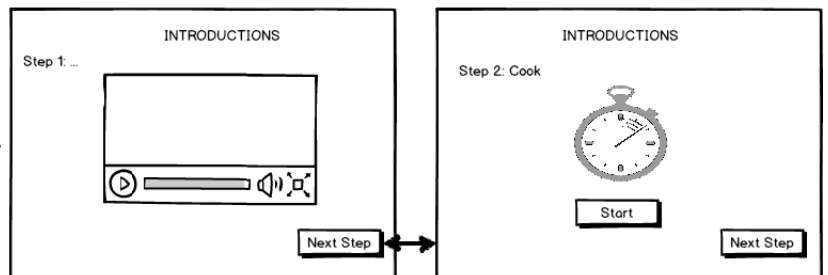 INTRODUCTIONS
Step 1: ...
Next Step
INTRODUCTIONS
Step 2: Cook
Start
Next Step